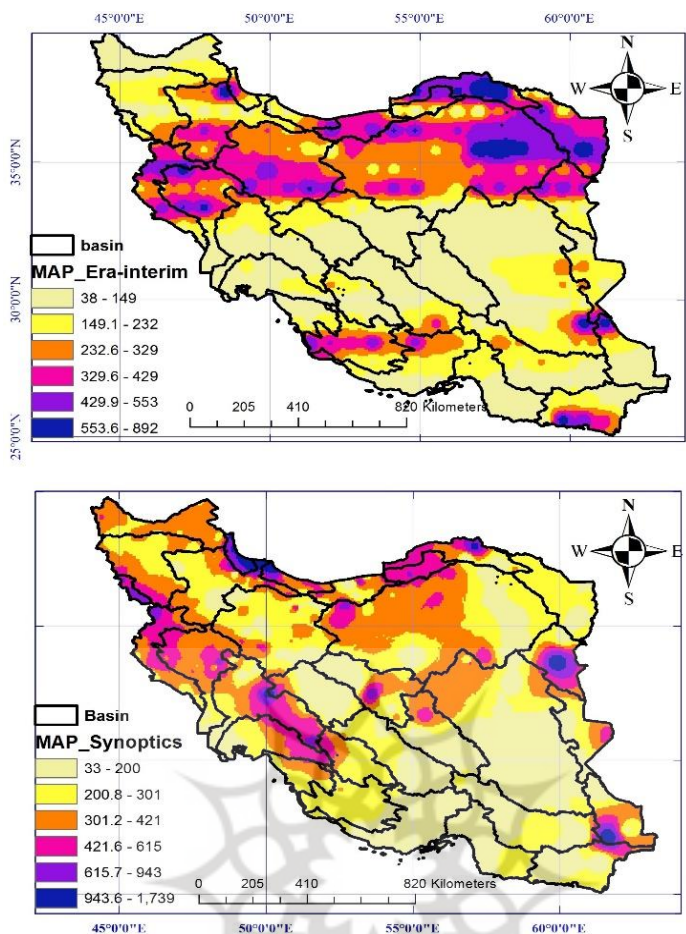 45°0'0"E 50°0'0"E 55°0'0"E 60°0'0"E
N
W E
S
35°0'0"N
30°0'0"N
25°0'0"N
basin
MAP_Era-interim
38 - 149
149.1 - 232
232.6 - 329
329.6 - 429
429.9 - 553
553.6 - 892
0 205 410 820 Kilometers
N
W E
S
Basin
MAP_Synoptics
33 - 200
200.8 - 301
301.2 - 421
421.6 - 615
615.7 - 943
943.6 - 1,739
0 205 410 820 Kilometers
45°0'0"E 50°0'0"E 55°0'0"E 60°0'0"E